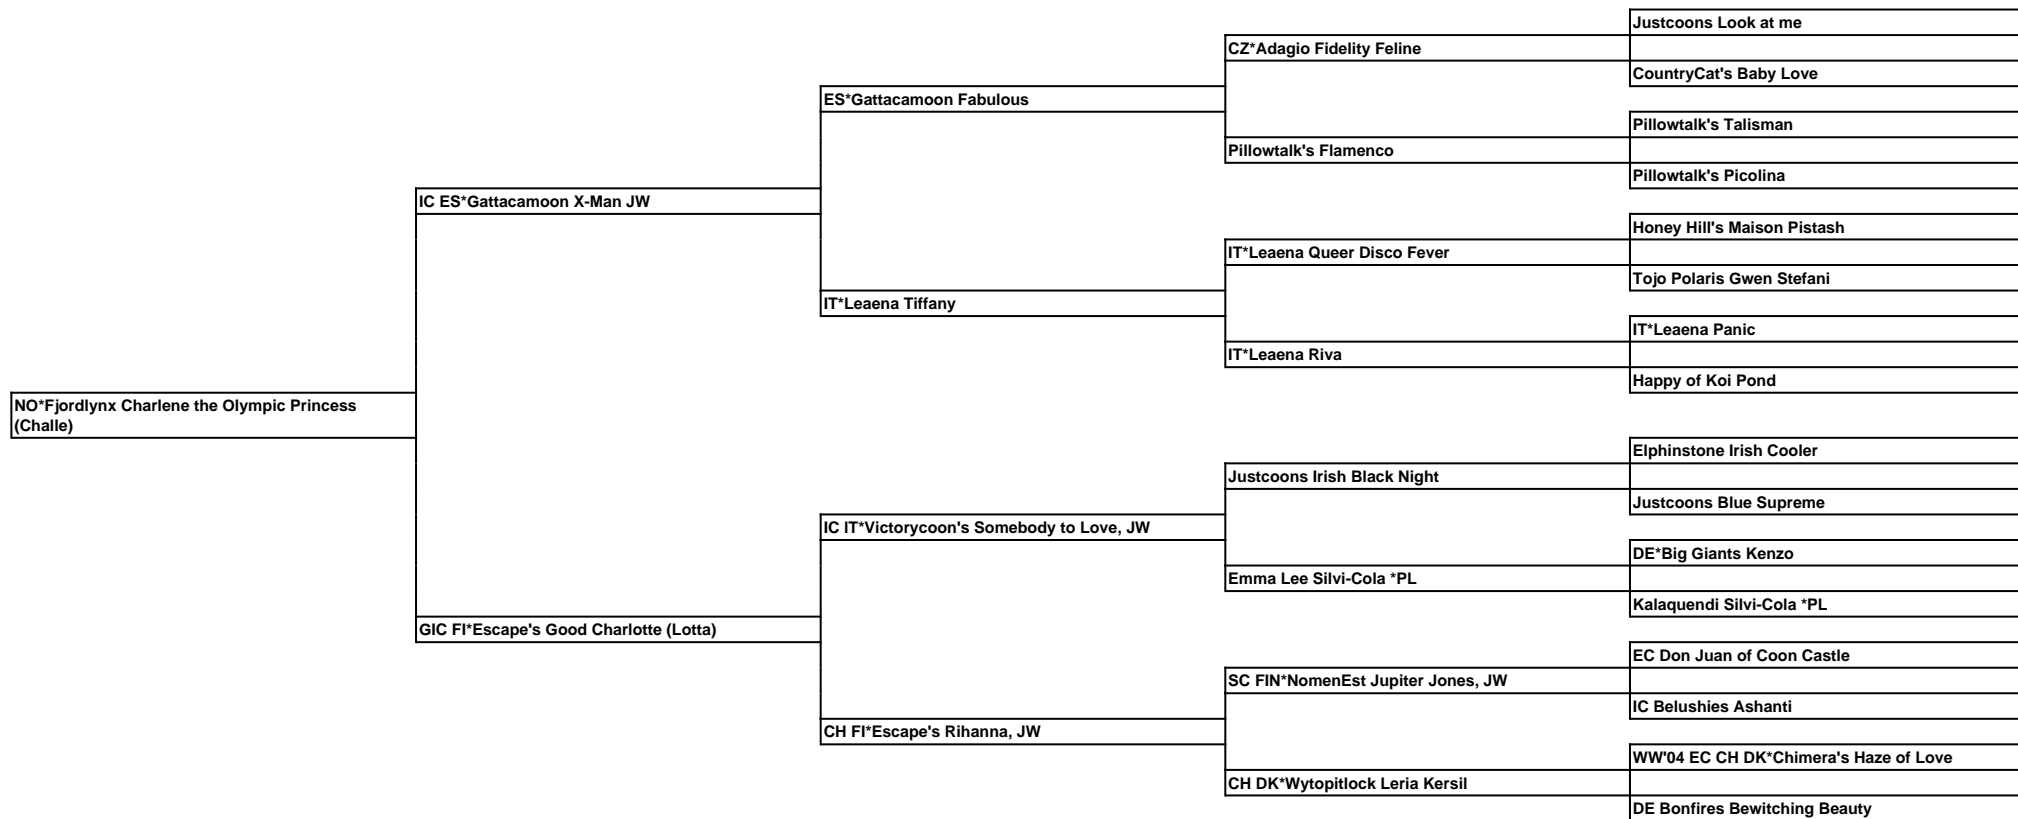 Justcoons Look at me
CZ*Adagio Fidelity Feline
CountryCat's Baby Love
ES*Gattacamoon Fabulous
Pillowtalk's Talisman
Pillowtalk's Flamenco
Pillowtalk's Picolina
IC ES*Gattacamoon X-Man JW
Honey Hill's Maison Pistash
IT*Leaena Queer Disco Fever
Tojo Polaris Gwen Stefani
IT*Leaena Tiffany
IT*Leaena Panic
IT*Leaena Riva
Happy of Koi Pond
NO*Fjordlynx Charlene the Olympic Princess
(Challe)
Elphinstone Irish Cooler
Justcoons Irish Black Night
Justcoons Blue Supreme
IC IT*Victorycoon's Somebody to Love, JW
DE*Big Giants Kenzo
Emma Lee Silvi-Cola *PL
Kalaquendi Silvi-Cola *PL
GIC FI*Escape's Good Charlotte (Lotta)
EC Don Juan of Coon Castle
SC FIN*NomenEst Jupiter Jones, JW
IC Belushies Ashanti
CH FI*Escape's Rihanna, JW
WW'04 EC CH DK*Chimera's Haze of Love
CH DK*Wytopitlock Leria Kersil
DE Bonfires Bewitching Beauty